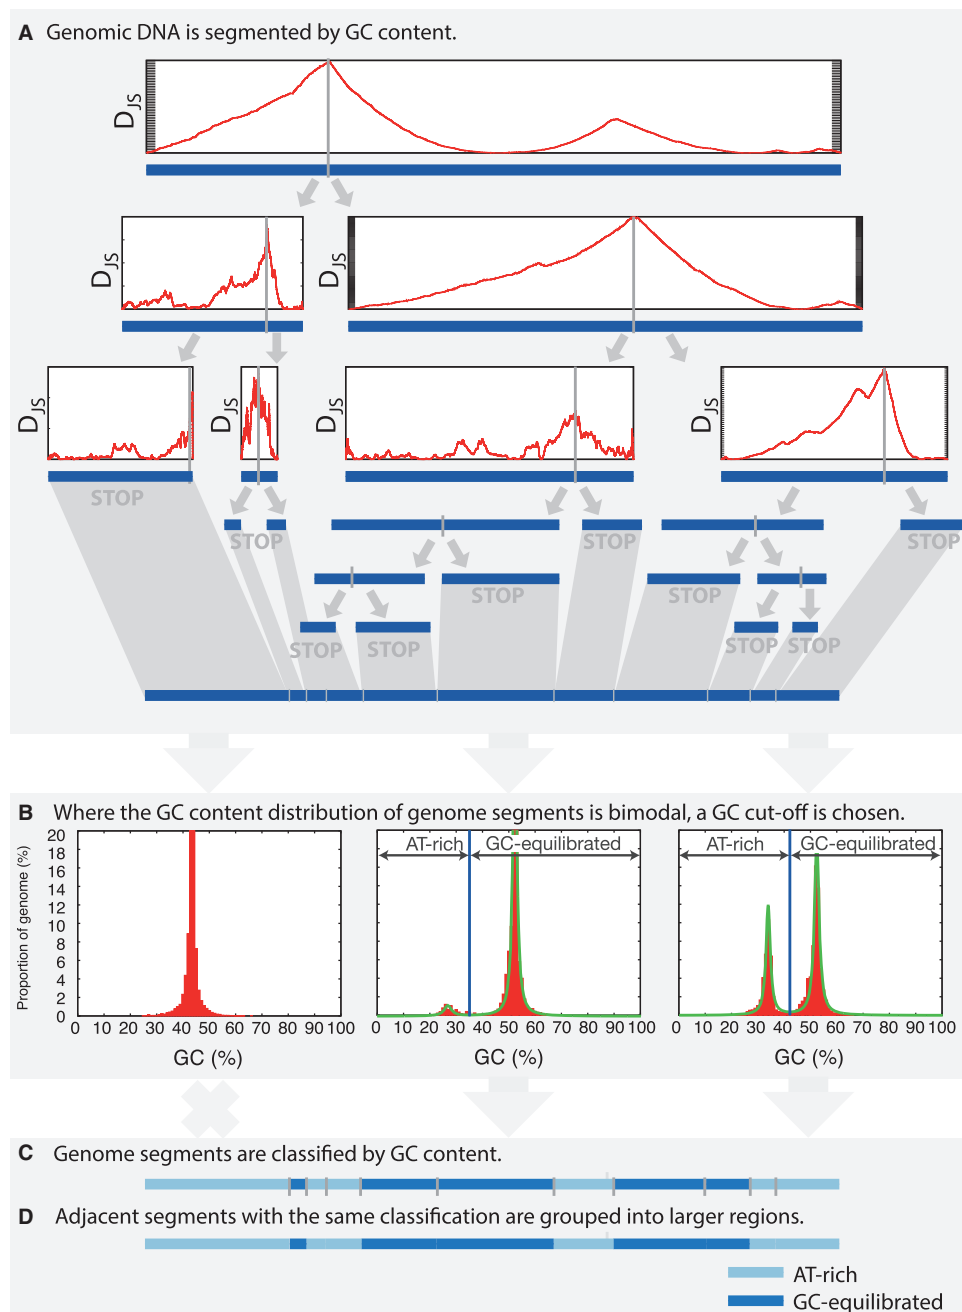 A Genomic DNA is segmented by GC content.
DJS
DJS
DJS
DJS
DJS
DJS
STOP
STOP
STOP
STOP
STOP
STOP
STOP
STOP
STOP
B Where the GC content distribution of genome segments is bimodal, a GC cut-off is chosen.
Proportion of genome (%)
20
18
16
14
12
10
8
6
4
2
0
0 10 20 30 40 50 60 70 80 90 100
GC (%)
AT-rich GC-equilibrated
0 10 20 30 40 50 60 70 80 90 100
GC (%)
AT-rich GC-equilibrated
0 10 20 30 40 50 60 70 80 90 100
GC (%)
C Genome segments are classified by GC content.
D Adjacent segments with the same classification are grouped into larger regions.
AT-rich
GC-equilibrated